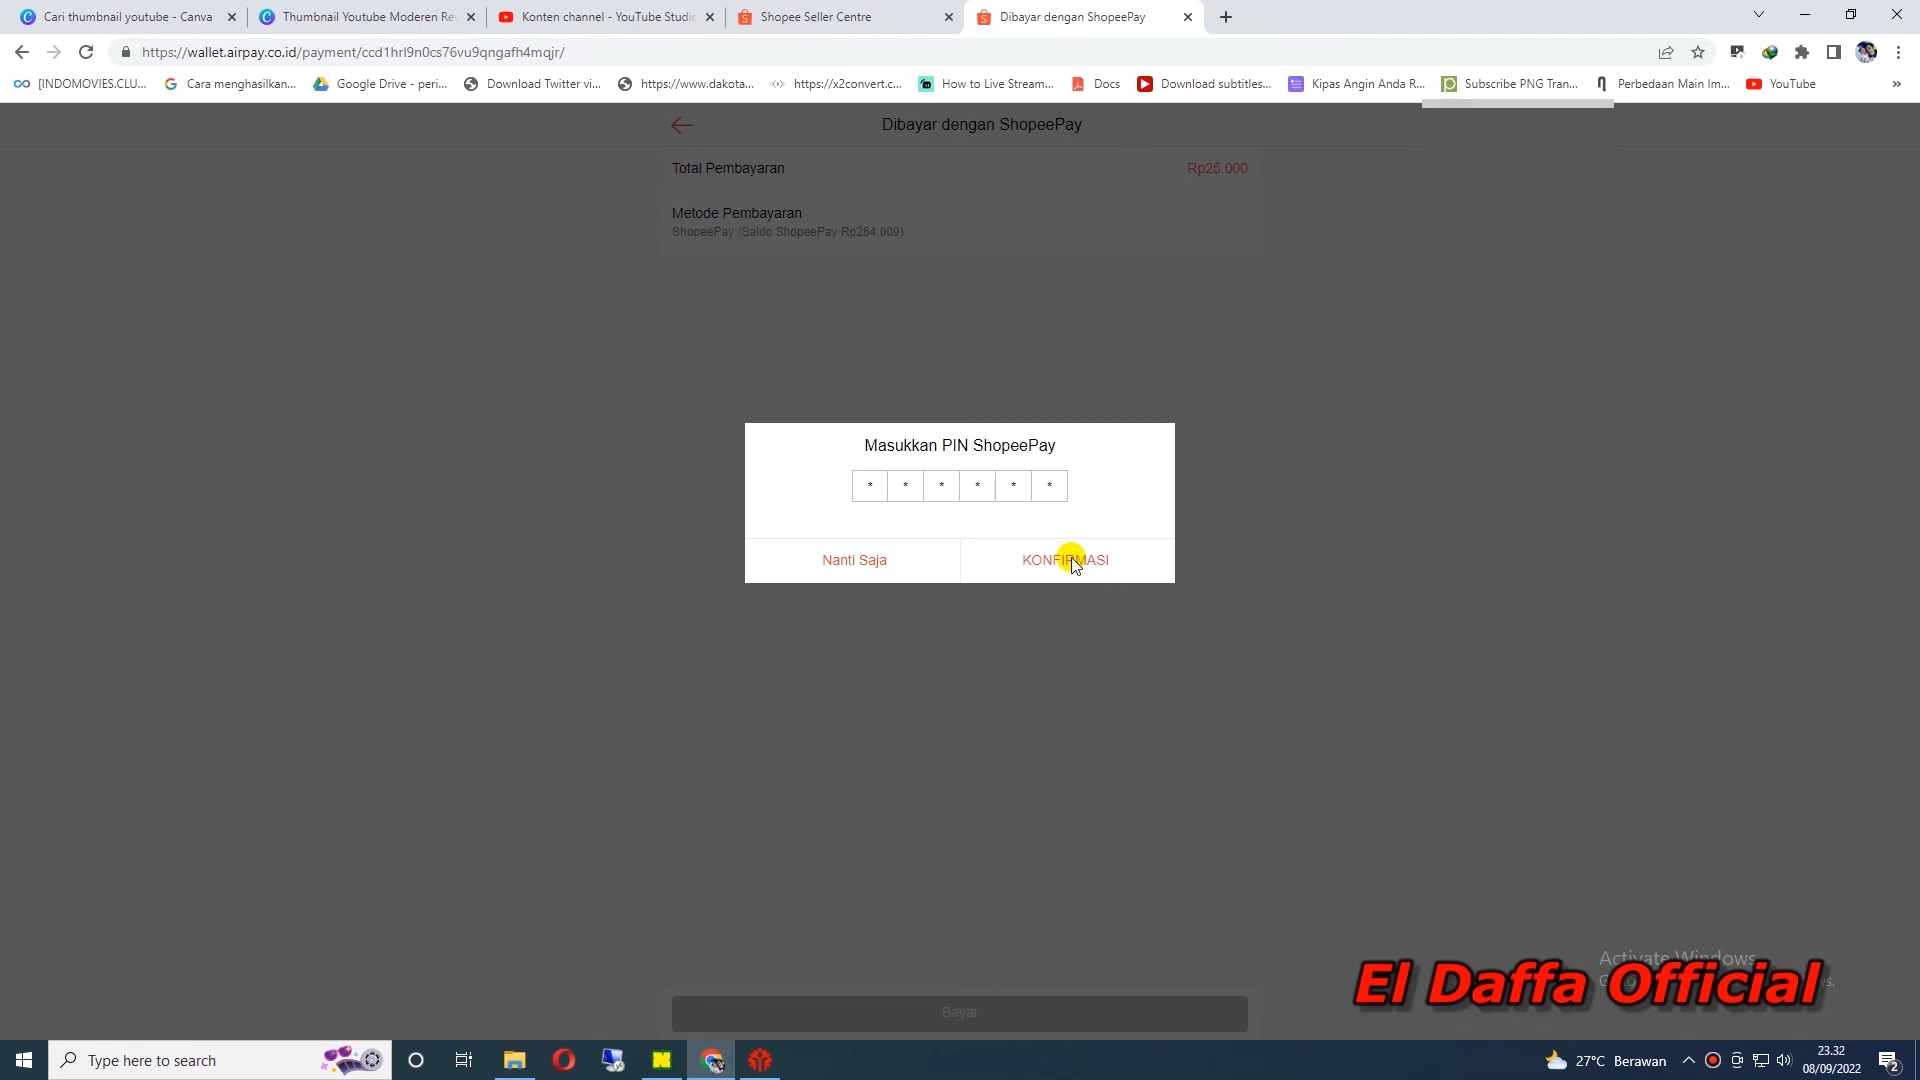 Cari thumbnail youtube - Canva
Thumbnail Youtube Moderen Re
Konten channel - YouTube Studio
Shopee Seller Centre
Dibayar dengan ShopeePay
https://wallet.airpay.co.id/payment/ccd1hrl9n0cs76vu9qngafh4mqjr/
[INDOMOVIES.CLU...
Cara menghasilkan...
Google Drive - peri...
Download Twitter vi...
https://www.dakota...
https://x2convert.c...
How to Live Stream...
Docs
Download subtitles...
Kipas Angin Anda R...
Subscribe PNG Tran...
Perbedaan Main Im...
YouTube
»
Dibayar dengan ShopeePay
Total Pembayaran
Rp25.000
Metode Pembayaran
ShopeePay (Saldo ShopeePay Rp264.009)
Masukkan PIN ShopeePay
* * * * * *
Nanti Saja
KONFIRMASI
Activate Windows
El Daffa Official
Bayar
Type here to search
27°C Berawan
23.32
08/09/2022
2